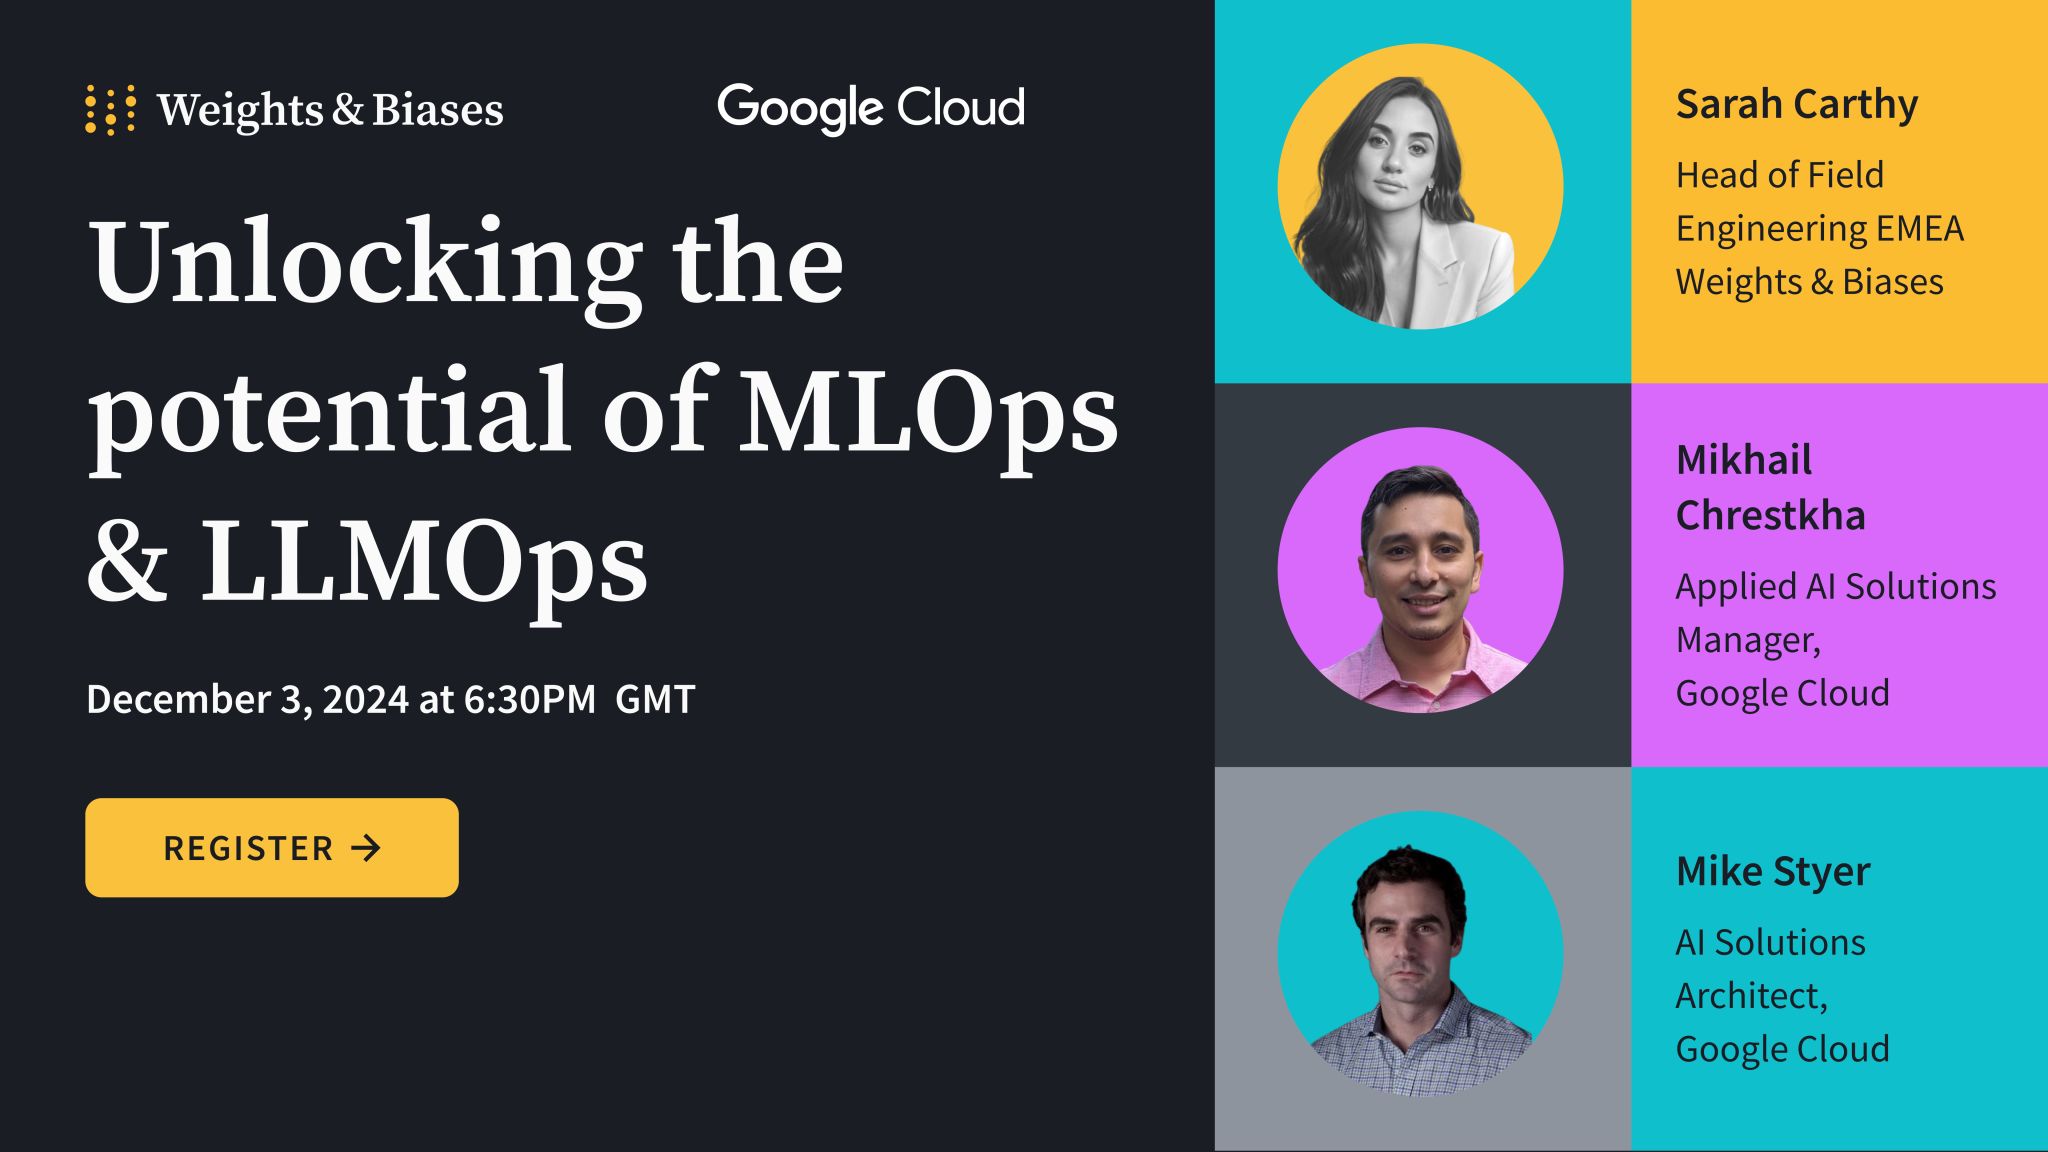 Weights & Biases
Google Cloud
Unlocking the
potential of MLOps
& LLMOps
December 3, 2024 at 6:30PM GMT
REGISTER →
Sarah Carthy
Head of Field
Engineering EMEA
Weights & Biases
Mikhail
Chrestkha
Applied AI Solutions
Manager,
Google Cloud
Mike Styer
AI Solutions
Architect,
Google Cloud